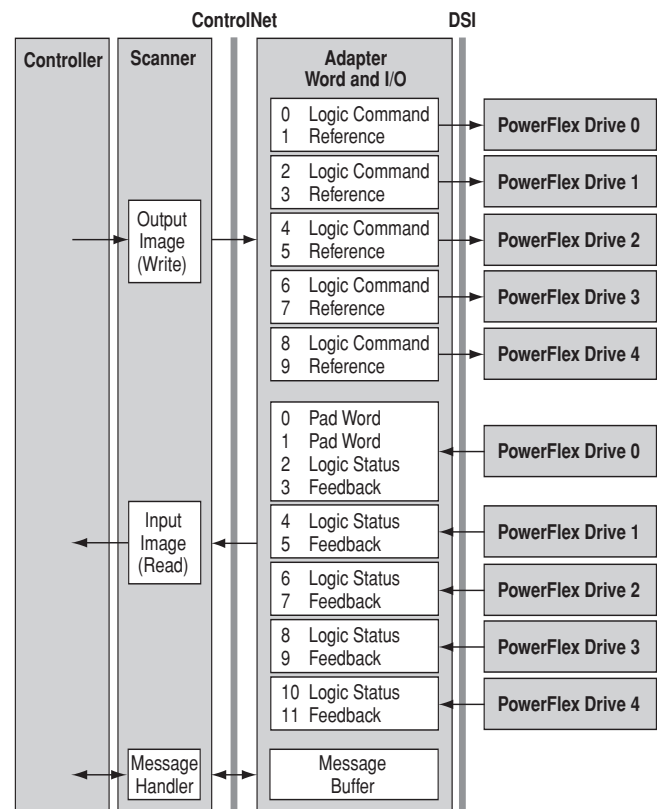 ControlNet DSI
Controller
Scanner
Adapter
Word and I/O
0 Logic Command
1 Reference
PowerFlex Drive 0
2 Logic Command
3 Reference
PowerFlex Drive 1
Output
Image
(Write)
4 Logic Command
5 Reference
PowerFlex Drive 2
6 Logic Command
7 Reference
PowerFlex Drive 3
8 Logic Command
9 Reference
PowerFlex Drive 4
0 Pad Word
1 Pad Word
2 Logic Status
3 Feedback
PowerFlex Drive 0
Input
Image
(Read)
4 Logic Status
5 Feedback
PowerFlex Drive 1
6 Logic Status
7 Feedback
PowerFlex Drive 2
8 Logic Status
9 Feedback
PowerFlex Drive 3
10 Logic Status
11 Feedback
PowerFlex Drive 4
Message
Handler
Message
Buffer